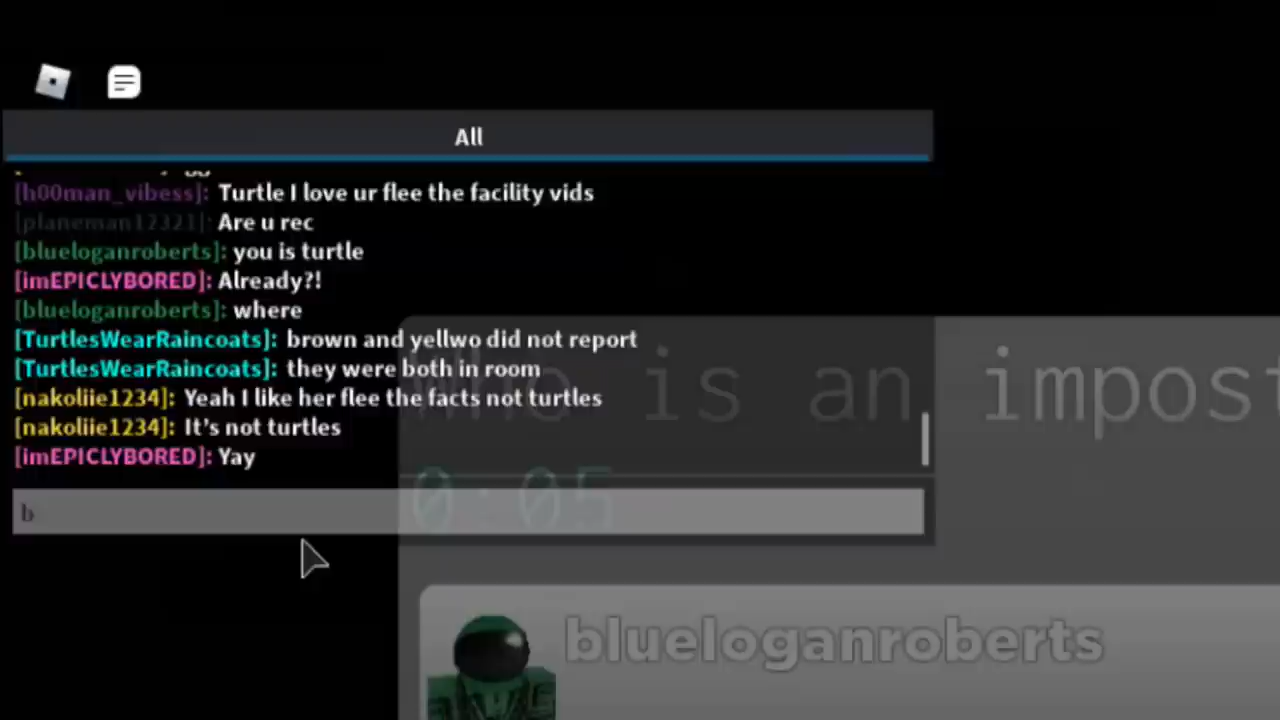 All
[h00man_vibess]: Turtle I love ur flee the facility vids
[planeman12321]: Are u rec
[blueloganroberts]: you is turtle
[imEPICLYBORED]: Already?!
[blueloganroberts]: where
[TurtlesWearRaincoats]: brown and yellwo did not report
[TurtlesWearRaincoats]: they were both in room
[nakoliie1234]: Yeah I like her flee the facts not turtles
[nakoliie1234]: It's not turtles
[imEPICLYBORED]: Yay
Who is an impos
0:05
b
blueloganroberts